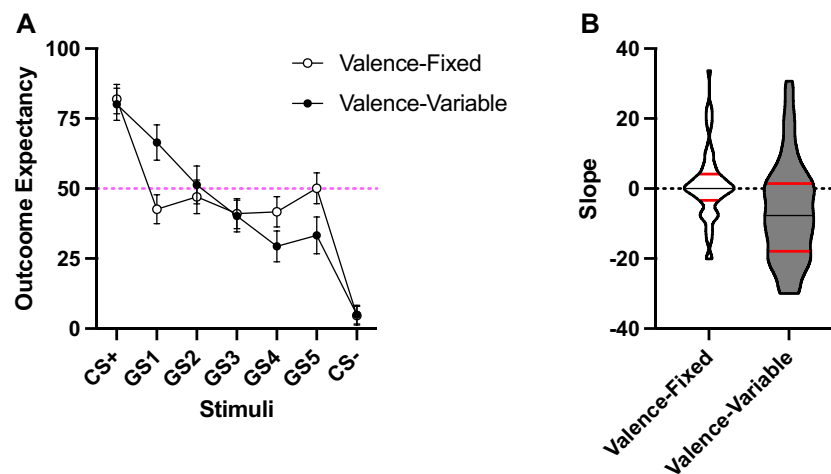 A
100
75
50
25
0
Outcoome Expectancy
Valence-Fixed
Valence-Variable
CS+
GS1
GS2
GS3
GS4
GS5
CS-
Stimuli
B
40
20
0
-20
-40
Slope
Valence-Fixed
Valence-Variable